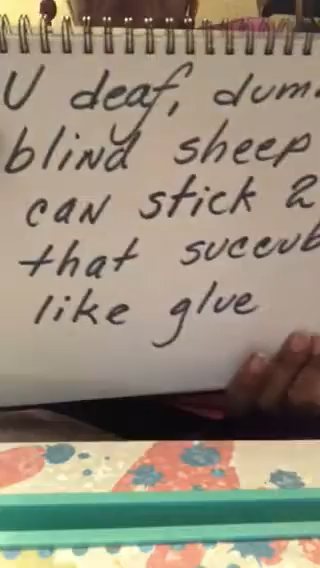 U deaf, dum
blind sheep
can stick 2
that succub
like glue